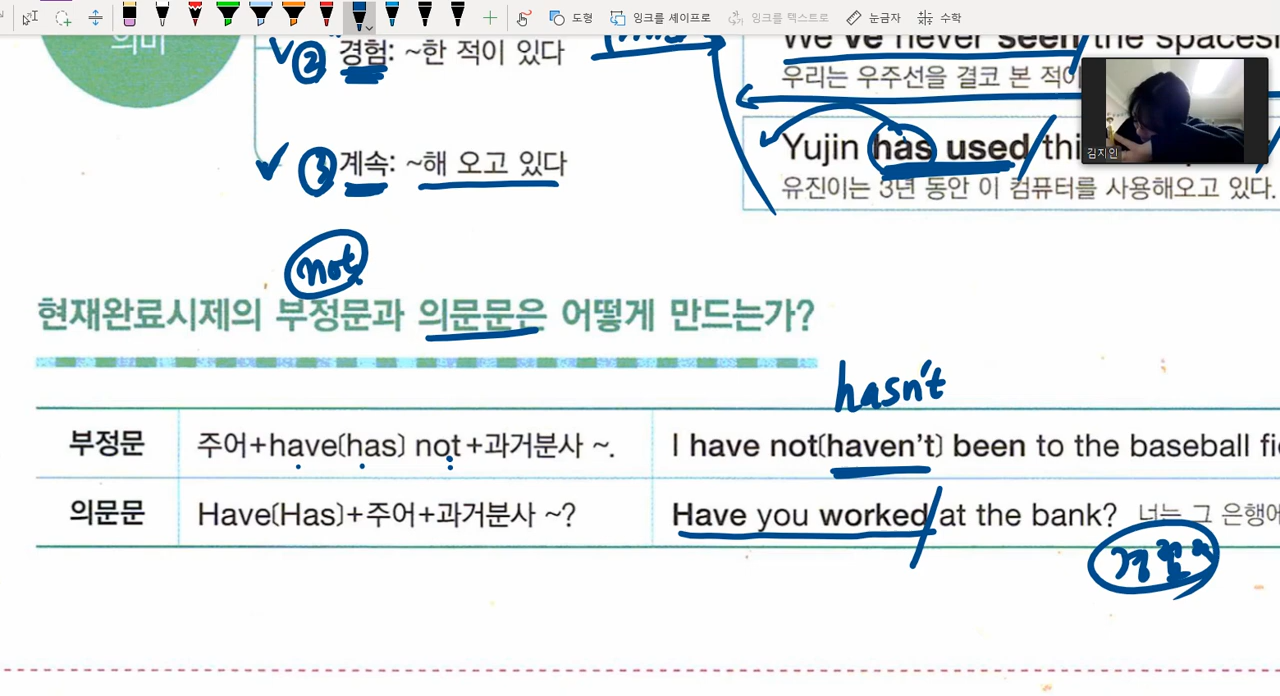 도형 잉크를 셰이프로 잉크를 텍스트로 눈금자 수학
의미
② 경험: ~한 적이 있다
We've never seen the
우리는 우주선을 결코 본 적이
김지인
Yujin has used
③ 계속: ~해 오고 있다
유진이는 3년 동안 이 컴퓨터를 사용해오고 있다.
not
현재완료시제의 부정문과 의문문은 어떻게 만드는가?
hasn't
부정문 주어+have(has) not+과거분사 ~. I have not(haven't) been to the baseball
의문문 Have(Has)+주어+과거분사 ~? Have you worked at the bank? 너는 그 은행에